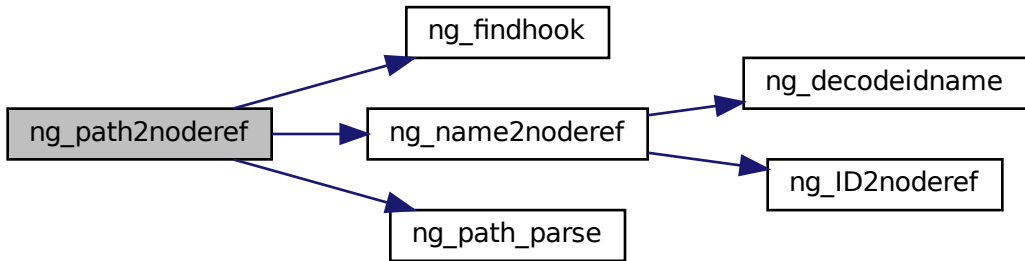 ng_findhook
ng_decodeidname
ng_path2noderef
ng_name2noderef
ng_ID2noderef
ng_path_parse